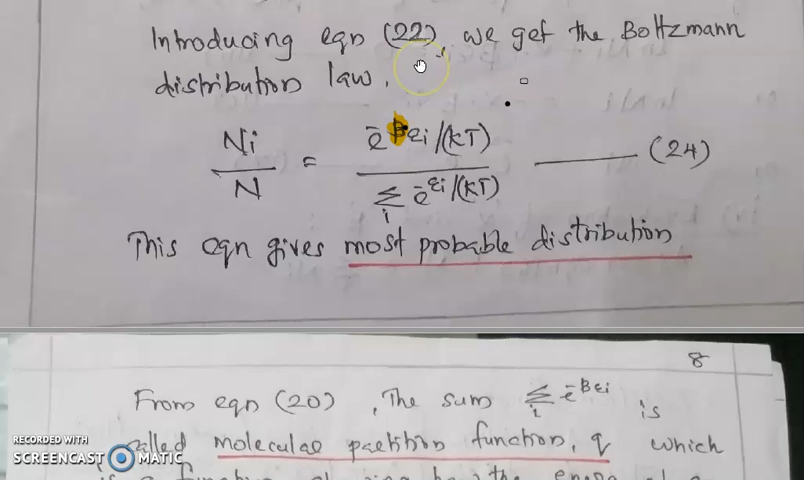 Introducing eqn (22), we get the Boltzmann
distribution law.
Ni/N = e^-βεi/(kT) / Σi e^-εi/(kT) ——— (24)
This eqn gives most probable distribution
8
From eqn (20), The sum Σi e^-βεi is
called molecular partition function, q which
RECORDED WITH
SCREENCAST MATIC